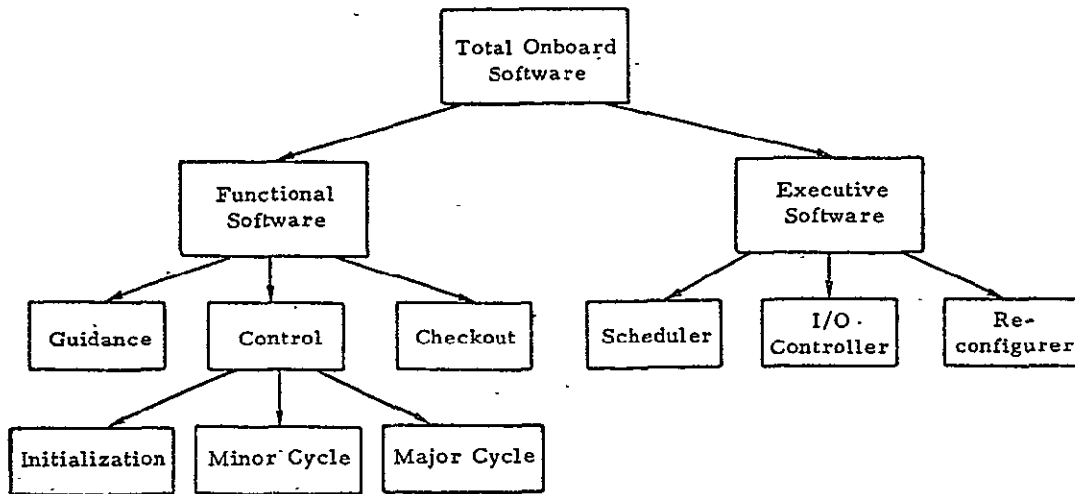 Total Onboard
Software
Functional
Software
Executive
Software
Guidance
Control
Checkout
Scheduler
I/O
Controller
Re-
configurer
Initialization
Minor Cycle
Major Cycle